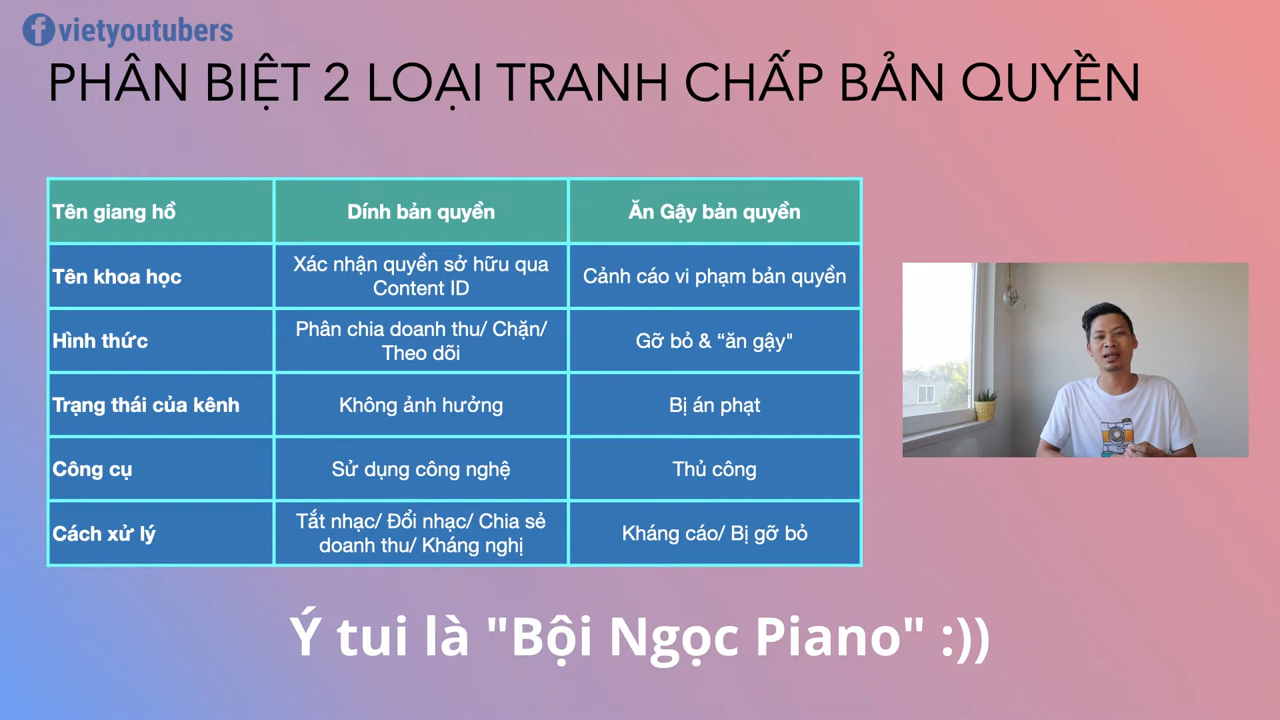 vietyoutubers
PHÂN BIỆT 2 LOẠI TRANH CHẤP BẢN QUYỀN
Tên giang hồ
Dính bản quyền
Ăn Gậy bản quyền
Tên khoa học
Xác nhận quyền sở hữu qua
Content ID
Cảnh cáo vi phạm bản quyền
Hình thức
Phân chia doanh thu/ Chặn/
Theo dõi
Gỡ bỏ & “ăn gậy"
Trạng thái của kênh
Không ảnh hưởng
Bị án phạt
Công cụ
Sử dụng công nghệ
Thủ công
Cách xử lý
Tắt nhạc/ Đổi nhạc/ Chia sẻ
doanh thu/ Kháng nghị
Kháng cáo/ Bị gỡ bỏ
Ý tui là "Bội Ngọc Piano" :))